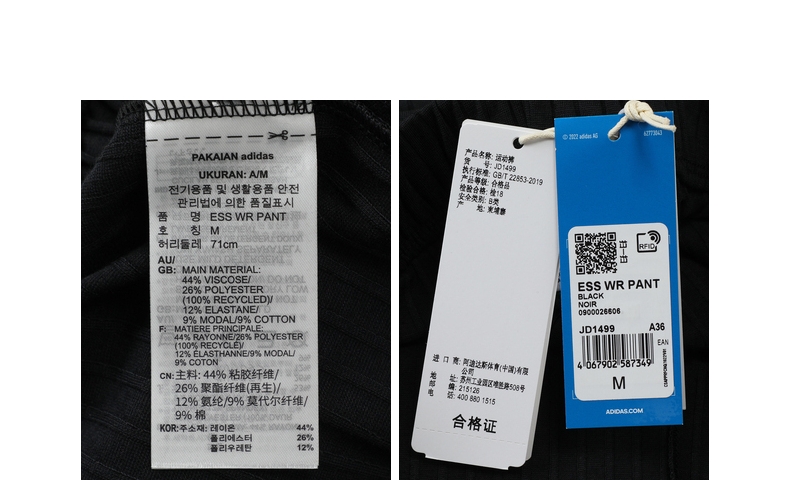 PAKAIAN adidas
UKURAN: A/M
전기용품 및 생활용품 안전
관리법에 의한 품질표시
품 명 ESS WR PANT
호 칭 M
허리둘레 71cm
AU/
GB: MAIN MATERIAL:
44% VISCOSE/
26% POLYESTER
(100% RECYCLED)/
12% ELASTANE/
9% MODAL/9% COTTON
F: MATIERE PRINCIPALE:
44% RAYONNE/26% POLYESTER
(100% RECYCLÉ)/
12% ÉLASTHANNE/9% MODAL/
9% COTON
CN: 主料: 44% 粘胶纤维/
26% 聚酯纤维(再生)/
12% 氨纶/9% 莫代尔纤维/
9% 棉
KOR: 주소재: 레이온 44%
폴리에스터 26%
폴리우레탄 12%
产品名称: 运动裤
货 号: JD1499
执行标准: GB/T 22853-2019
产品等级: 合格品
检验合格: 检18
安全类别: B类
产 地: 柬埔寨
进 口 商: 阿迪达斯体育(中国)有限
公司
地 址: 苏州工业园区唯胜路508号
邮 编: 215126
电 话: 400 880 1515
合格证
© 2022 adidas AG
62773043
RFID
ESS WR PANT
BLACK
NOIR
0900026606
JD1499 A36
EAN
4 067902 587349
M
ADIDAS.COM